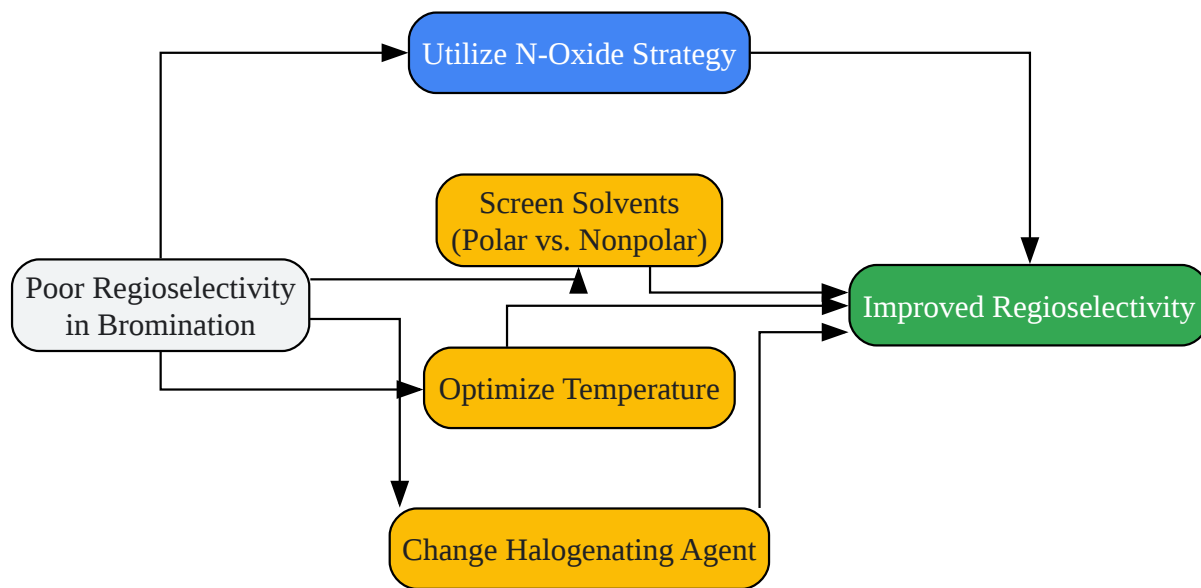 Utilize N-Oxide Strategy
Screen Solvents
(Polar vs. Nonpolar)
Poor Regioselectivity
in Bromination
Improved Regioselectivity
Optimize Temperature
Change Halogenating Agent